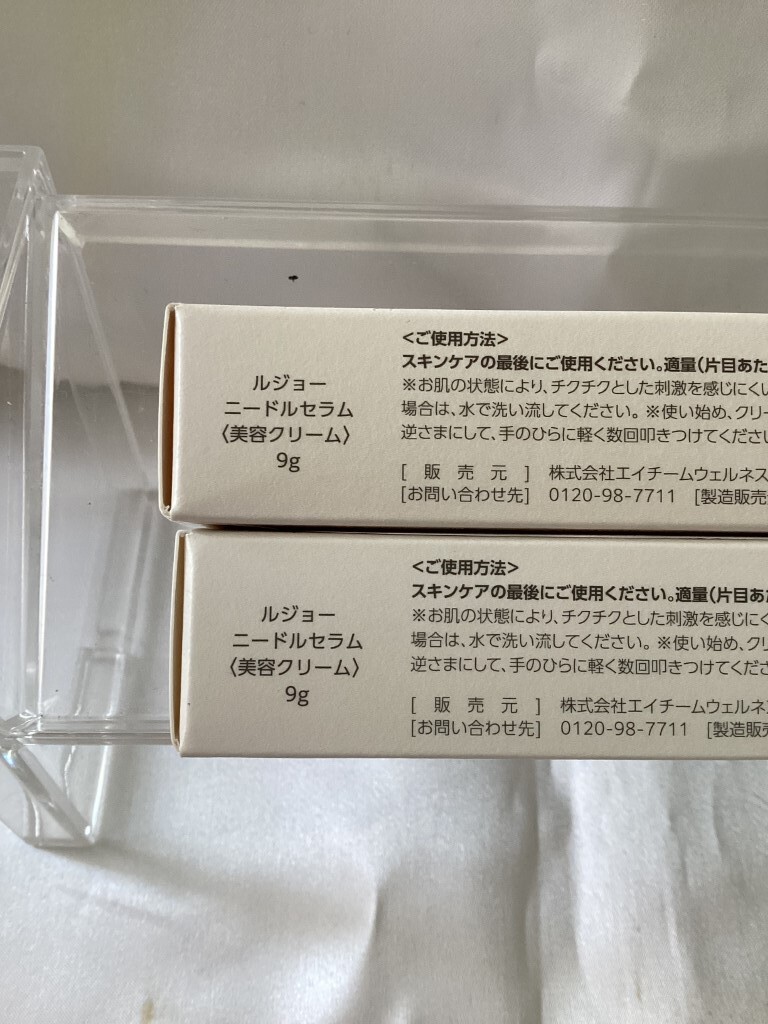 ルジョー
ニードルセラム
〈美容クリーム〉
9g
<ご使用方法>
スキンケアの最後にご使用ください。適量(片目あた
※お肌の状態により、チクチクとした刺激を感じにくい
場合は、水で洗い流してください。※使い始め、クリー
逆さまにして、手のひらに軽く数回叩きつけてください
[ 販 売 元 ] 株式会社エイチームウェルネス
[お問い合わせ先] 0120-98-7711 [製造販売
ルジョー
ニードルセラム
〈美容クリーム〉
9g
<ご使用方法>
スキンケアの最後にご使用ください。適量(片目あた
※お肌の状態により、チクチクとした刺激を感じにく
場合は、水で洗い流してください。※使い始め、クリ
逆さまにして、手のひらに軽く数回叩きつけてくださ
[ 販 売 元 ] 株式会社エイチームウェルネス
[お問い合わせ先] 0120-98-7711 [製造販売